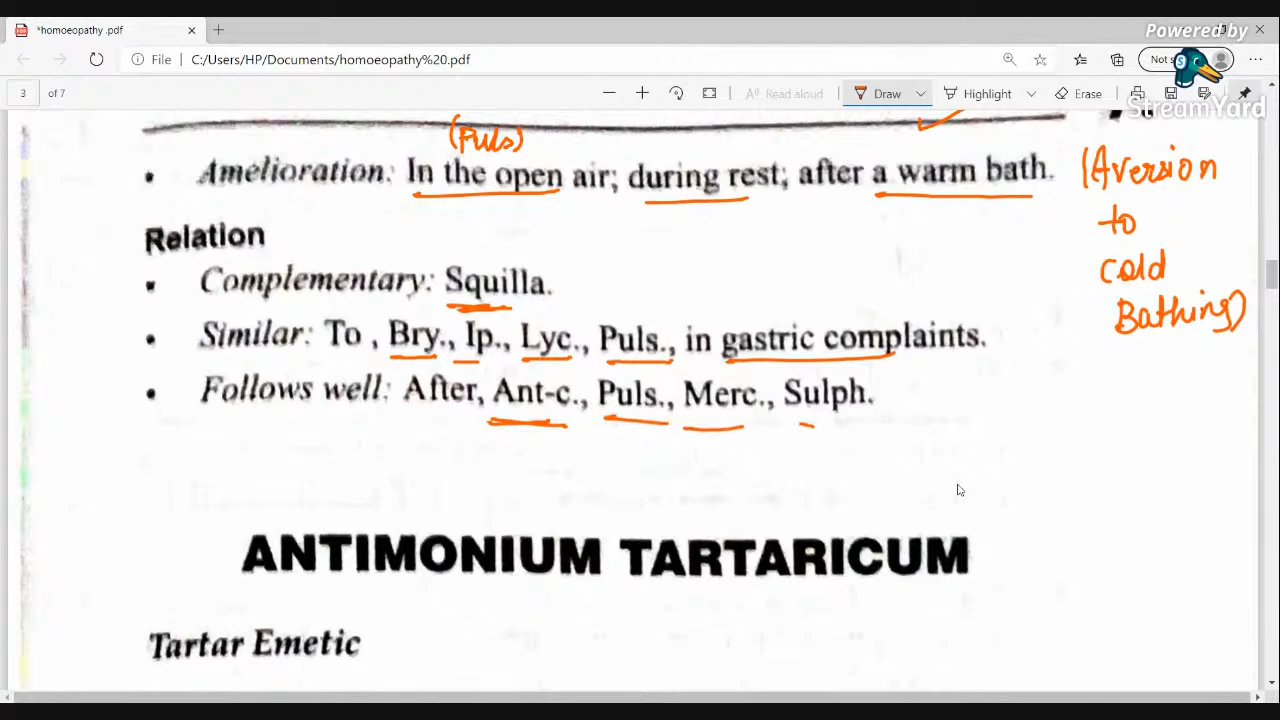 *homoeopathy .pdf
Powered by
File C:/Users/HP/Documents/homoeopathy%20.pdf
3 of 7
Read aloud
Draw
Highlight
Erase
StreamYard
(Puls)
• Amelioration: In the open air; during rest; after a warm bath.
(Aversion
to
cold
Bathing)
Relation
• Complementary: Squilla.
• Similar: To , Bry., Ip., Lyc., Puls., in gastric complaints.
• Follows well: After, Ant-c., Puls., Merc., Sulph.
ANTIMONIUM TARTARICUM
Tartar Emetic